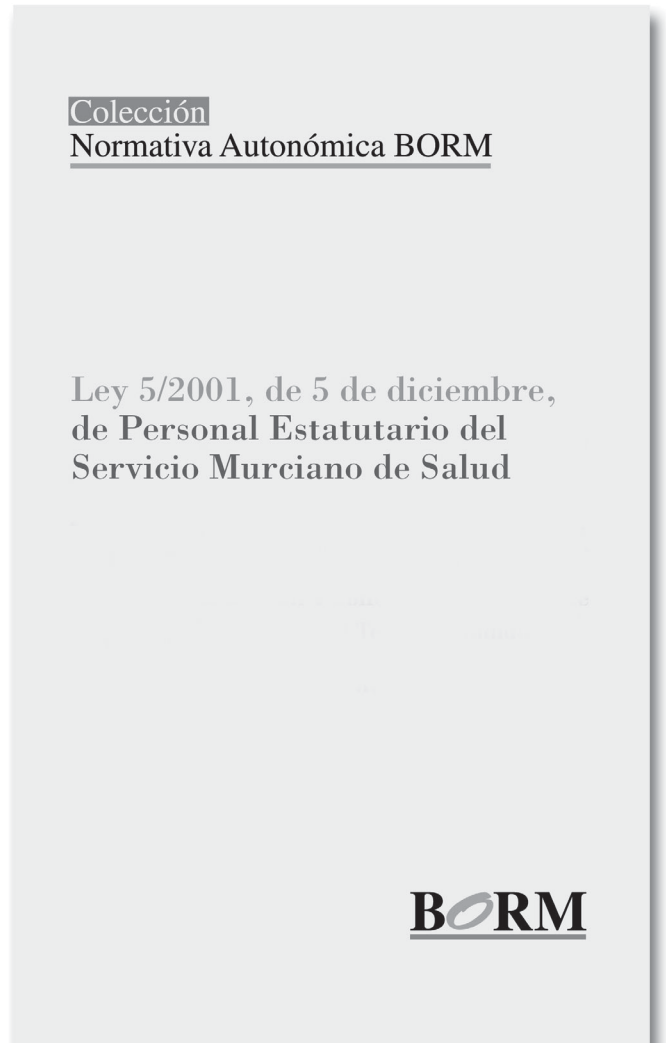 Colección
Normativa Autonómica BORM
Ley 5/2001, de 5 de diciembre,
de Personal Estatutario del
Servicio Murciano de Salud
BORM